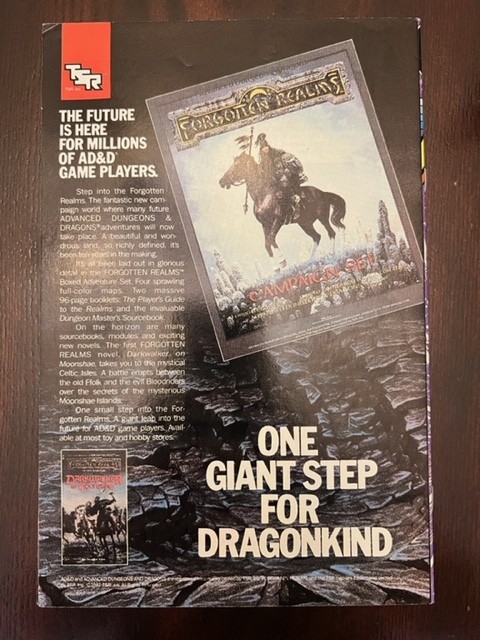 TSR
THE FUTURE
IS HERE
FOR MILLIONS
OF AD&D®
GAME PLAYERS.
Step into the Forgotten
Realms. The fantastic new cam-
paign world where many future
ADVANCED DUNGEONS &
DRAGONS® adventures will now
take place. A beautiful and won-
drous land, so richly defined, it's
been ten years in the making.
It's all been laid out in glorious
detail in the FORGOTTEN REALMS™
Boxed Adventure Set. Four sprawling
full-color maps. Two massive
96-page booklets: The Player's Guide
to the Realms and the invaluable
Dungeon Master's Sourcebook.
On the horizon are many
sourcebooks, modules and exciting
new novels. The first FORGOTTEN
REALMS novel, Darkwalker on
Moonshae, takes you to the mystical
Celtic Isles. A battle erupts between
the old Ffolk and the evil Bloodriders
over the secrets of the mysterious
Moonshae Islands.
One small step into the For-
gotten Realms. A giant leap into the
future for AD&D game players. Avail-
able at most toy and hobby stores.
FORGOTTEN REALMS
CAMPAIGN SET
DARKWALKER
ON MOONSHAE
ONE
GIANT STEP
FOR
DRAGONKIND